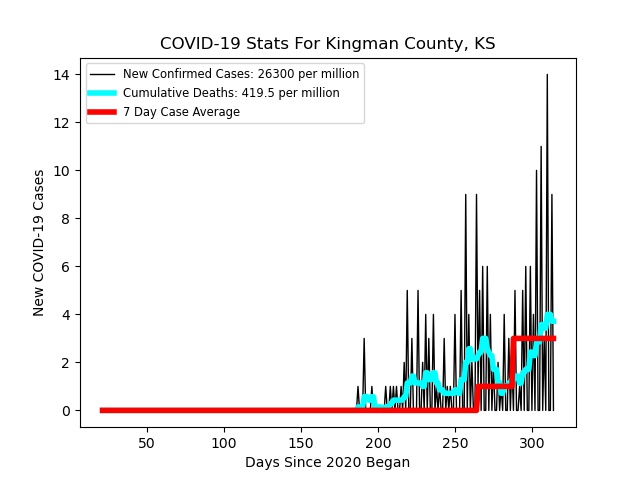 COVID-19 Stats For Kingman County, KS
New Confirmed Cases: 26300 per million
Cumulative Deaths: 419.5 per million
7 Day Case Average
New COVID-19 Cases
14
12
10
8
6
4
2
0
50 100 150 200 250 300
Days Since 2020 Began